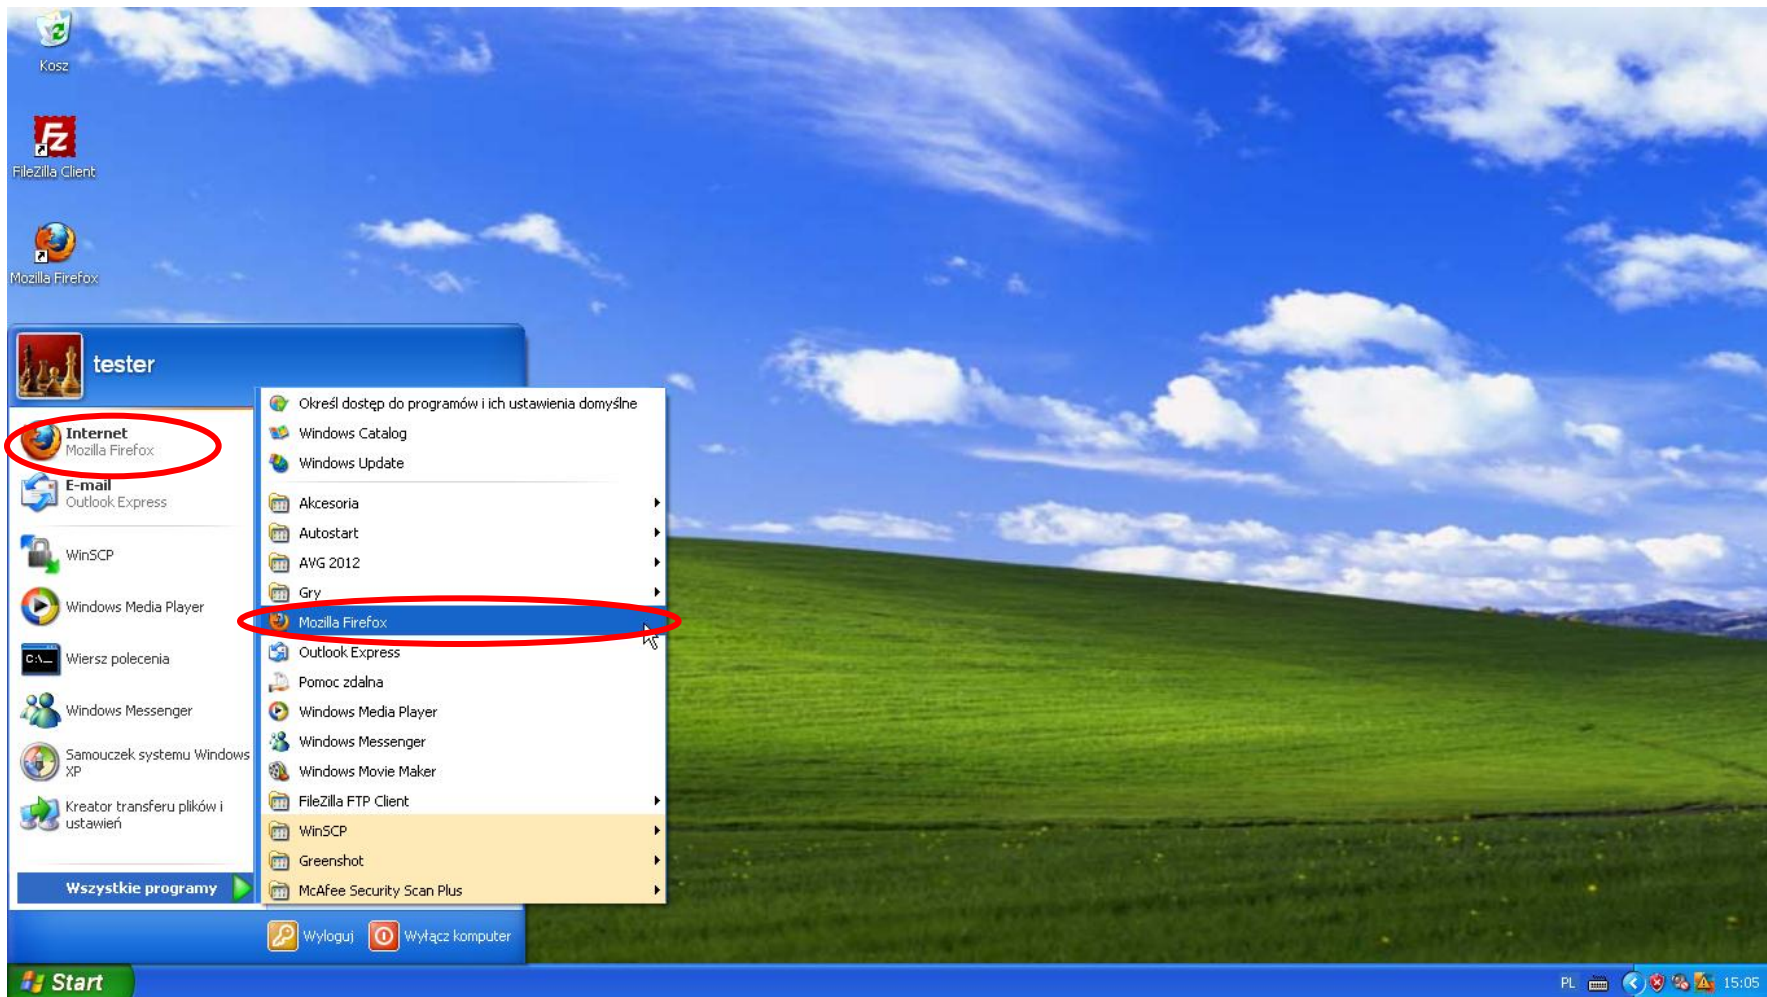 Kosz
FileZilla Client
Mozilla Firefox
tester
Internet
Mozilla Firefox
E-mail
Outlook Express
WinSCP
Windows Media Player
C:\_
Wiersz polecenia
Windows Messenger
Samouczek systemu Windows
XP
Kreator transferu plików i
ustawień
Wszystkie programy
Określ dostęp do programów i ich ustawienia domyślne
Windows Catalog
Windows Update
Akcesoria
Autostart
AVG 2012
Gry
Mozilla Firefox
Outlook Express
Pomoc zdalna
Windows Media Player
Windows Messenger
Windows Movie Maker
FileZilla FTP Client
WinSCP
Greenshot
McAfee Security Scan Plus
Wyloguj
Wyłącz komputer
Start
PL
15:05